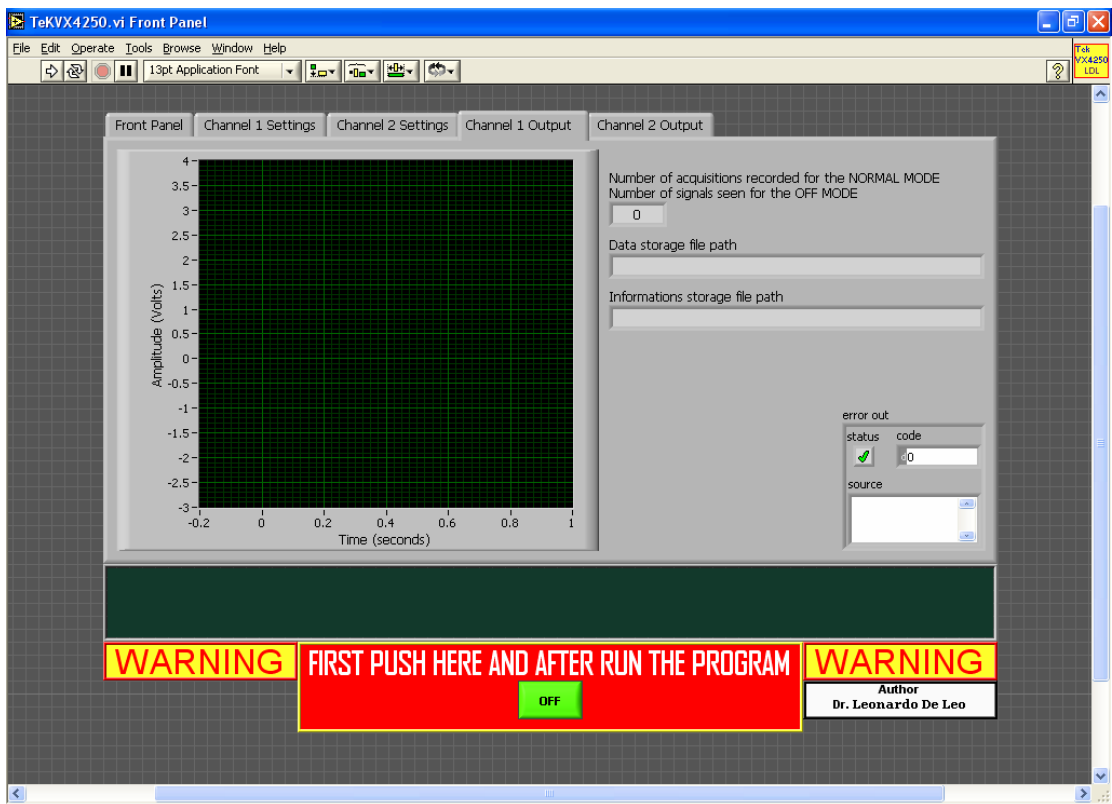 TeKVX4250.vi Front Panel
File Edit Operate Tools Browse Window Help
13pt Application Font
?
Tek
VX4250
LDL
Front Panel
Channel 1 Settings
Channel 2 Settings
Channel 1 Output
Channel 2 Output
4
3.5
3
2.5
2
1.5
1
0.5
0
-0.5
-1
-1.5
-2
-2.5
-3
Amplitude (Volts)
-0.2 0 0.2 0.4 0.6 0.8 1
Time (seconds)
Number of acquisitions recorded for the NORMAL MODE
Number of signals seen for the OFF MODE
0
Data storage file path
Informations storage file path
error out
status code
0
source
WARNING
FIRST PUSH HERE AND AFTER RUN THE PROGRAM
OFF
WARNING
Author
Dr. Leonardo De Leo